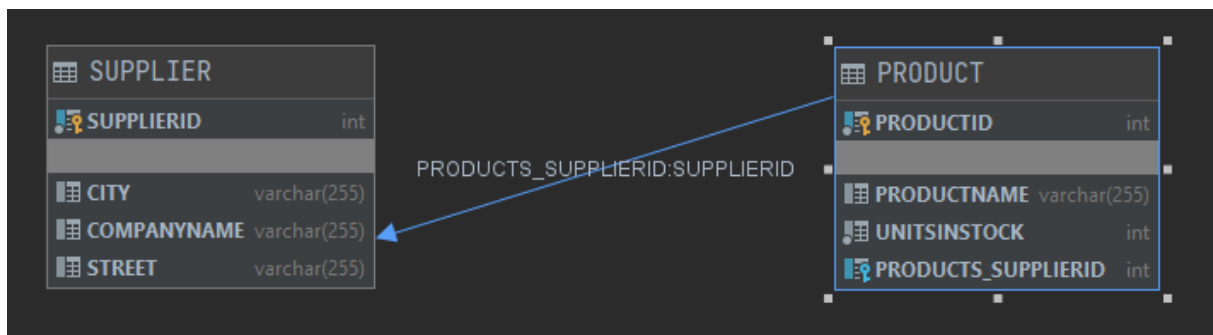 SUPPLIER
SUPPLIERID int
CITY varchar(255)
COMPANYNAME varchar(255)
STREET varchar(255)
PRODUCTS_SUPPLIERID:SUPPLIERID
PRODUCT
PRODUCTID int
PRODUCTNAME varchar(255)
UNITSINSTOCK int
PRODUCTS_SUPPLIERID int